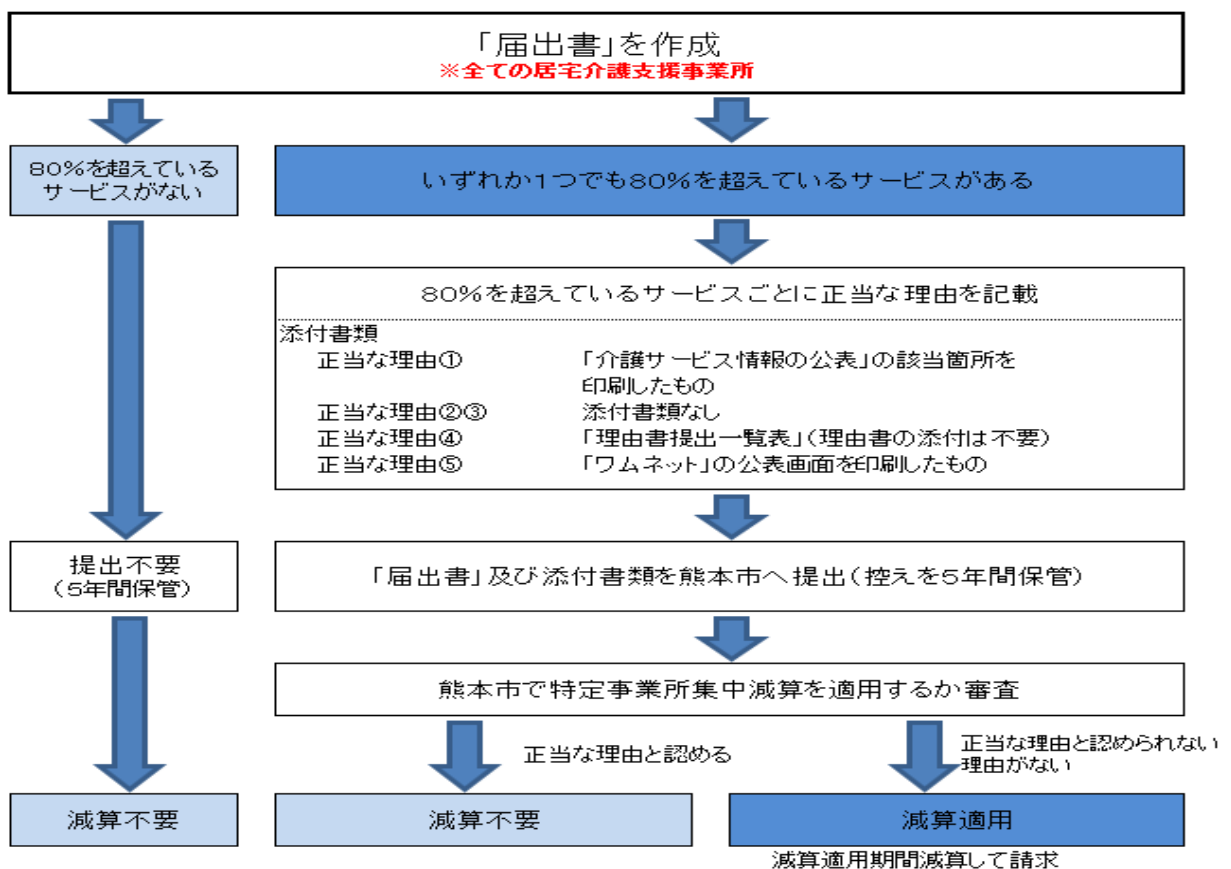 「届出書」を作成
※全ての居宅介護支援事業所
80%を超えている
サービスがない
いずれか1つでも80%を超えているサービスがある
80%を超えているサービスごとに正当な理由を記載
添付書類
正当な理由① 「介護サービス情報の公表」の該当箇所を
印刷したもの
正当な理由②③ 添付書類なし
正当な理由④ 「理由書提出一覧表」(理由書の添付は不要)
正当な理由⑤ 「ワムネット」の公表画面を印刷したもの
提出不要
(5年間保管)
「届出書」及び添付書類を熊本市へ提出(控えを5年間保管)
熊本市で特定事業所集中減算を適用するか審査
正当な理由と認める
正当な理由と認められない
理由がない
減算不要
減算不要
減算適用
減算適用期間減算して請求